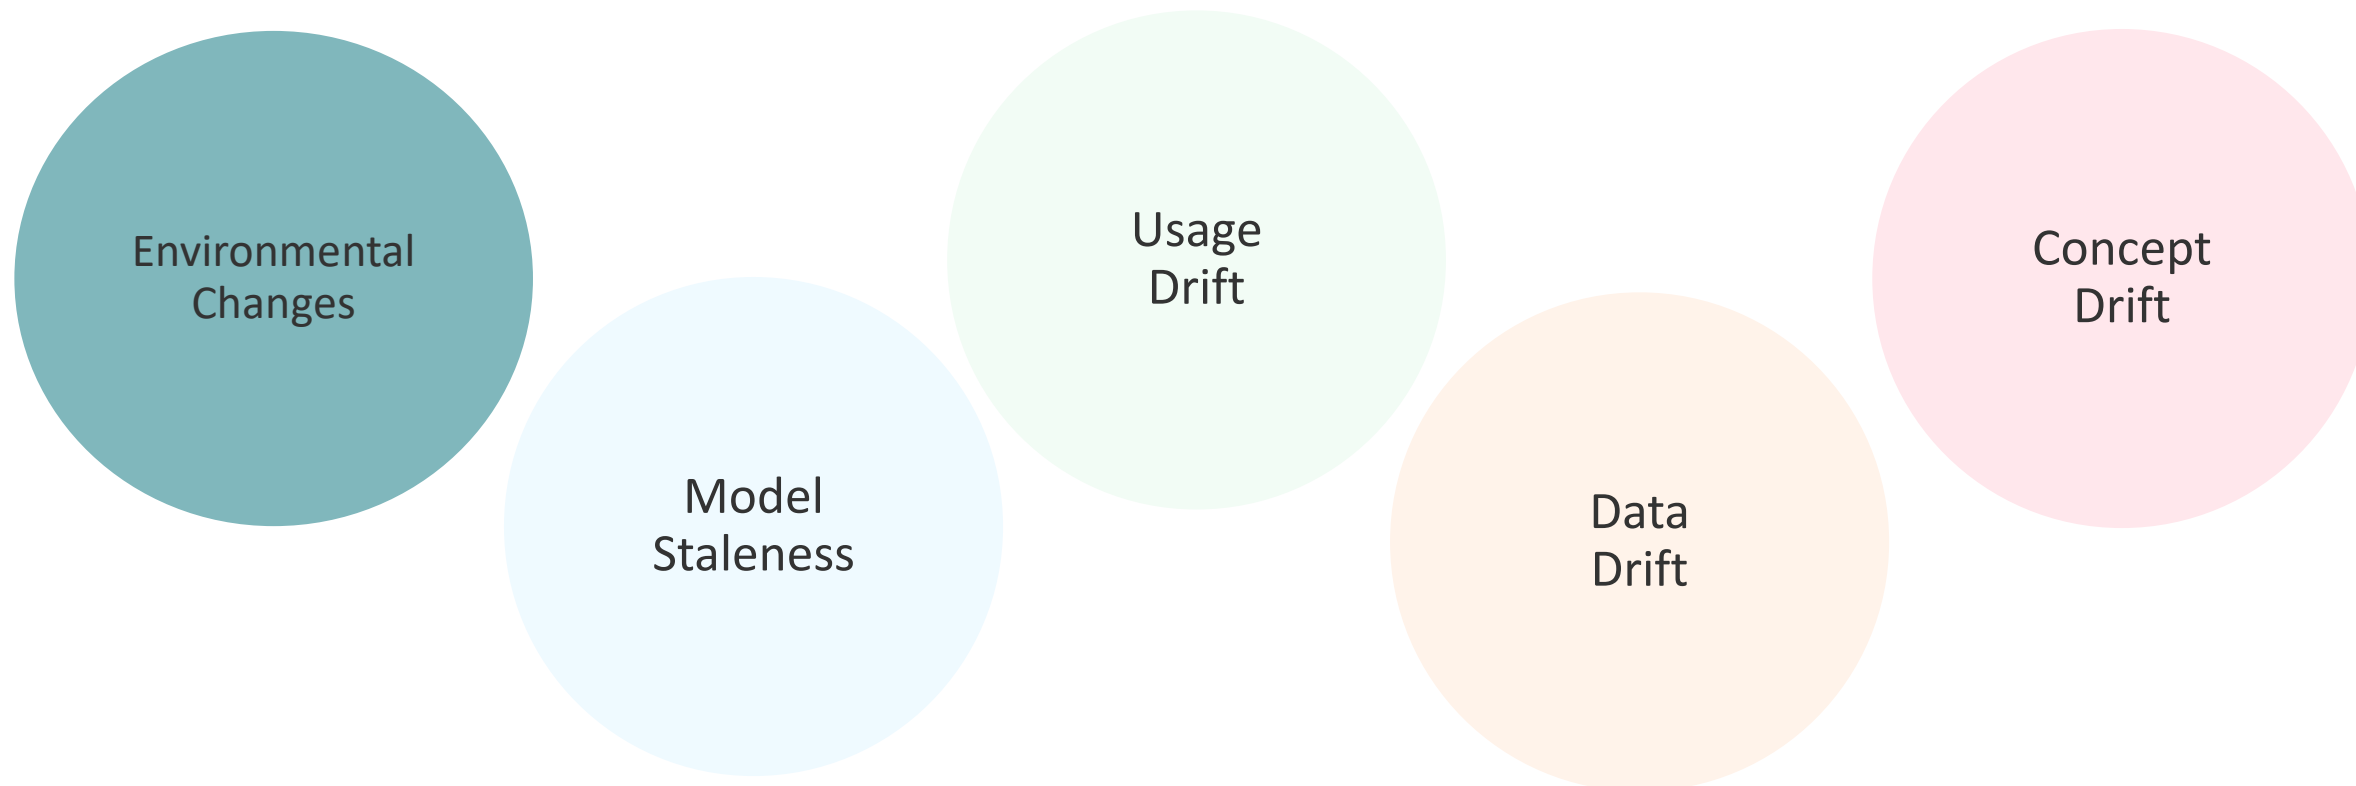 Environmental
Changes
Model
Staleness
Usage
Drift
Data
Drift
Concept
Drift